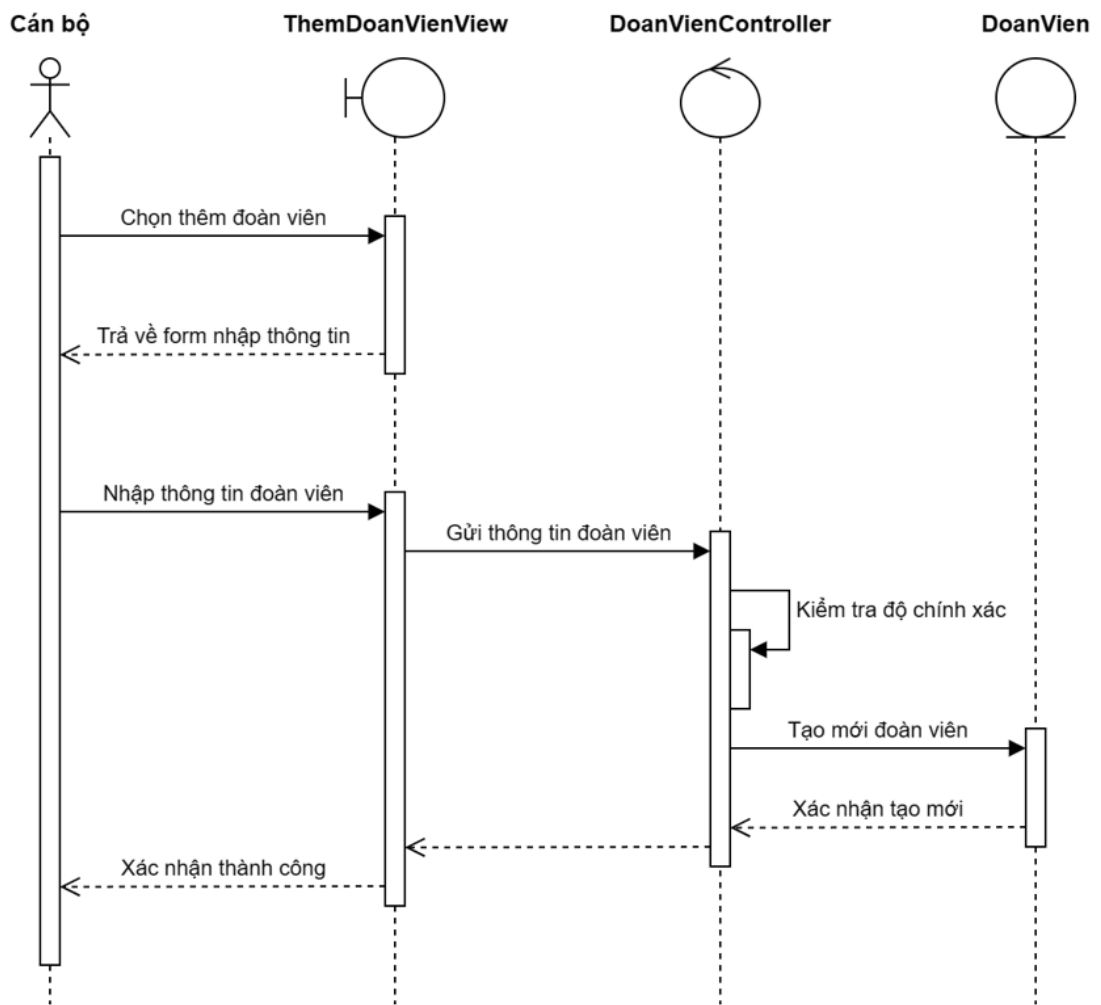 Cán bộ
ThemDoanVienView
DoanVienController
DoanVien
Chọn thêm đoàn viên
Trả về form nhập thông tin
Nhập thông tin đoàn viên
Gửi thông tin đoàn viên
Kiểm tra độ chính xác
Tạo mới đoàn viên
Xác nhận tạo mới
Xác nhận thành công